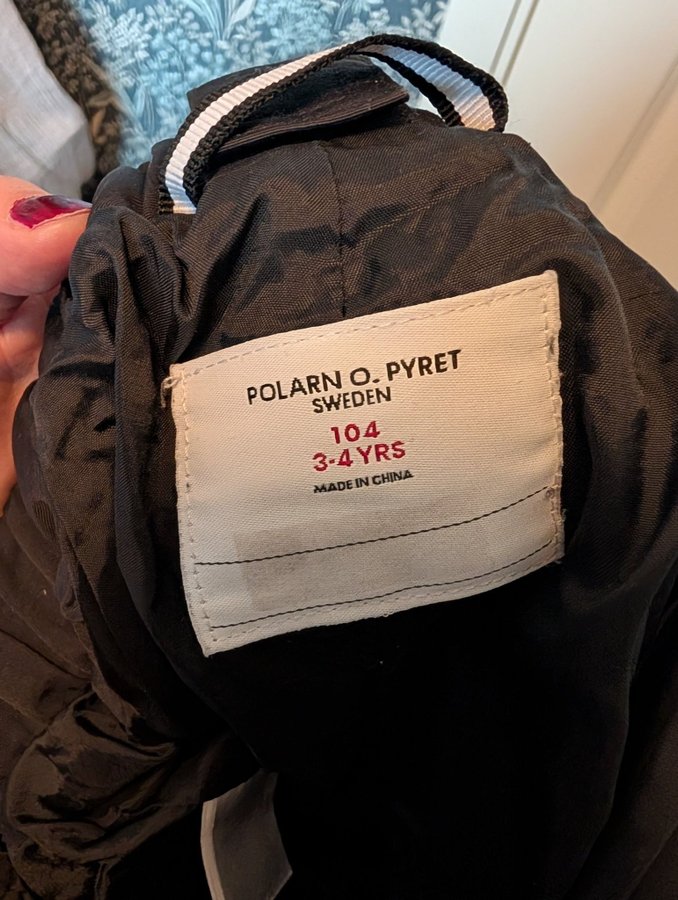 POLARN O. PYRET
SWEDEN
104
3-4 YRS
MADE IN CHINA